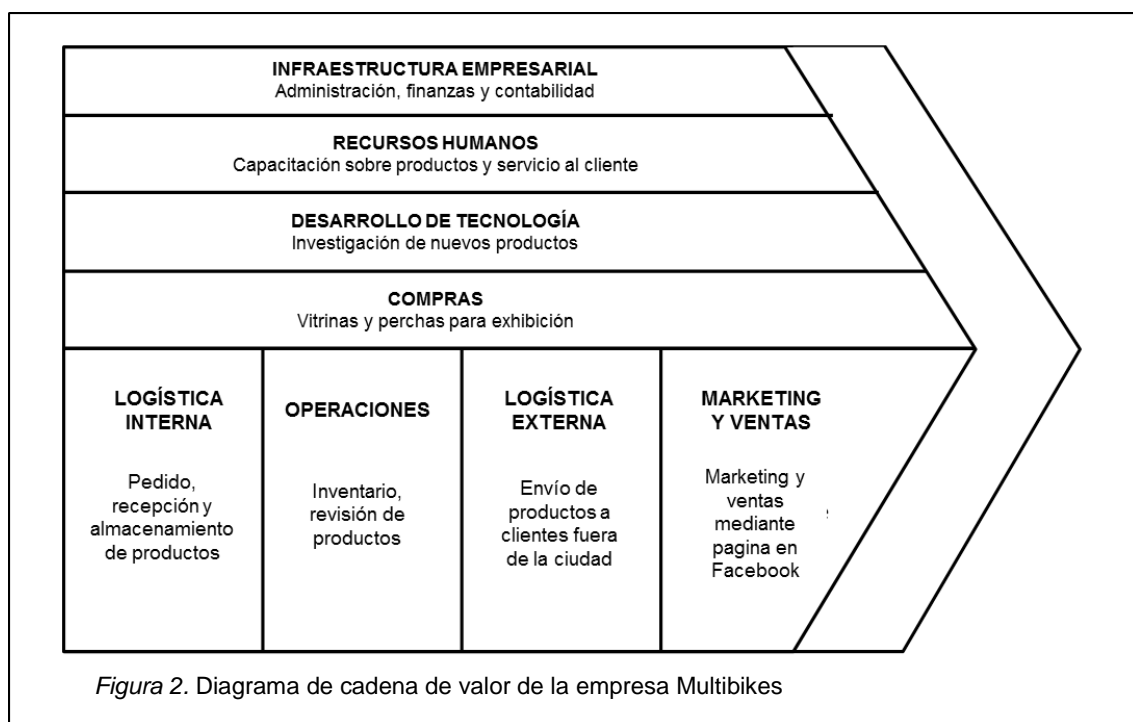 INFRAESTRUCTURA EMPRESARIAL
Administración, finanzas y contabilidad
RECURSOS HUMANOS
Capacitación sobre productos y servicio al cliente
DESARROLLO DE TECNOLOGÍA
Investigación de nuevos productos
COMPRAS
Vitrinas y perchas para exhibición
LOGÍSTICA
INTERNA
Pedido,
recepción y
almacenamiento
de productos
OPERACIONES
Inventario,
revisión de
productos
LOGÍSTICA
EXTERNA
Envío de
productos a
clientes fuera
de la ciudad
MARKETING
Y VENTAS
Marketing y
ventas
mediante
pagina en
Facebook
Figura 2. Diagrama de cadena de valor de la empresa Multibikes